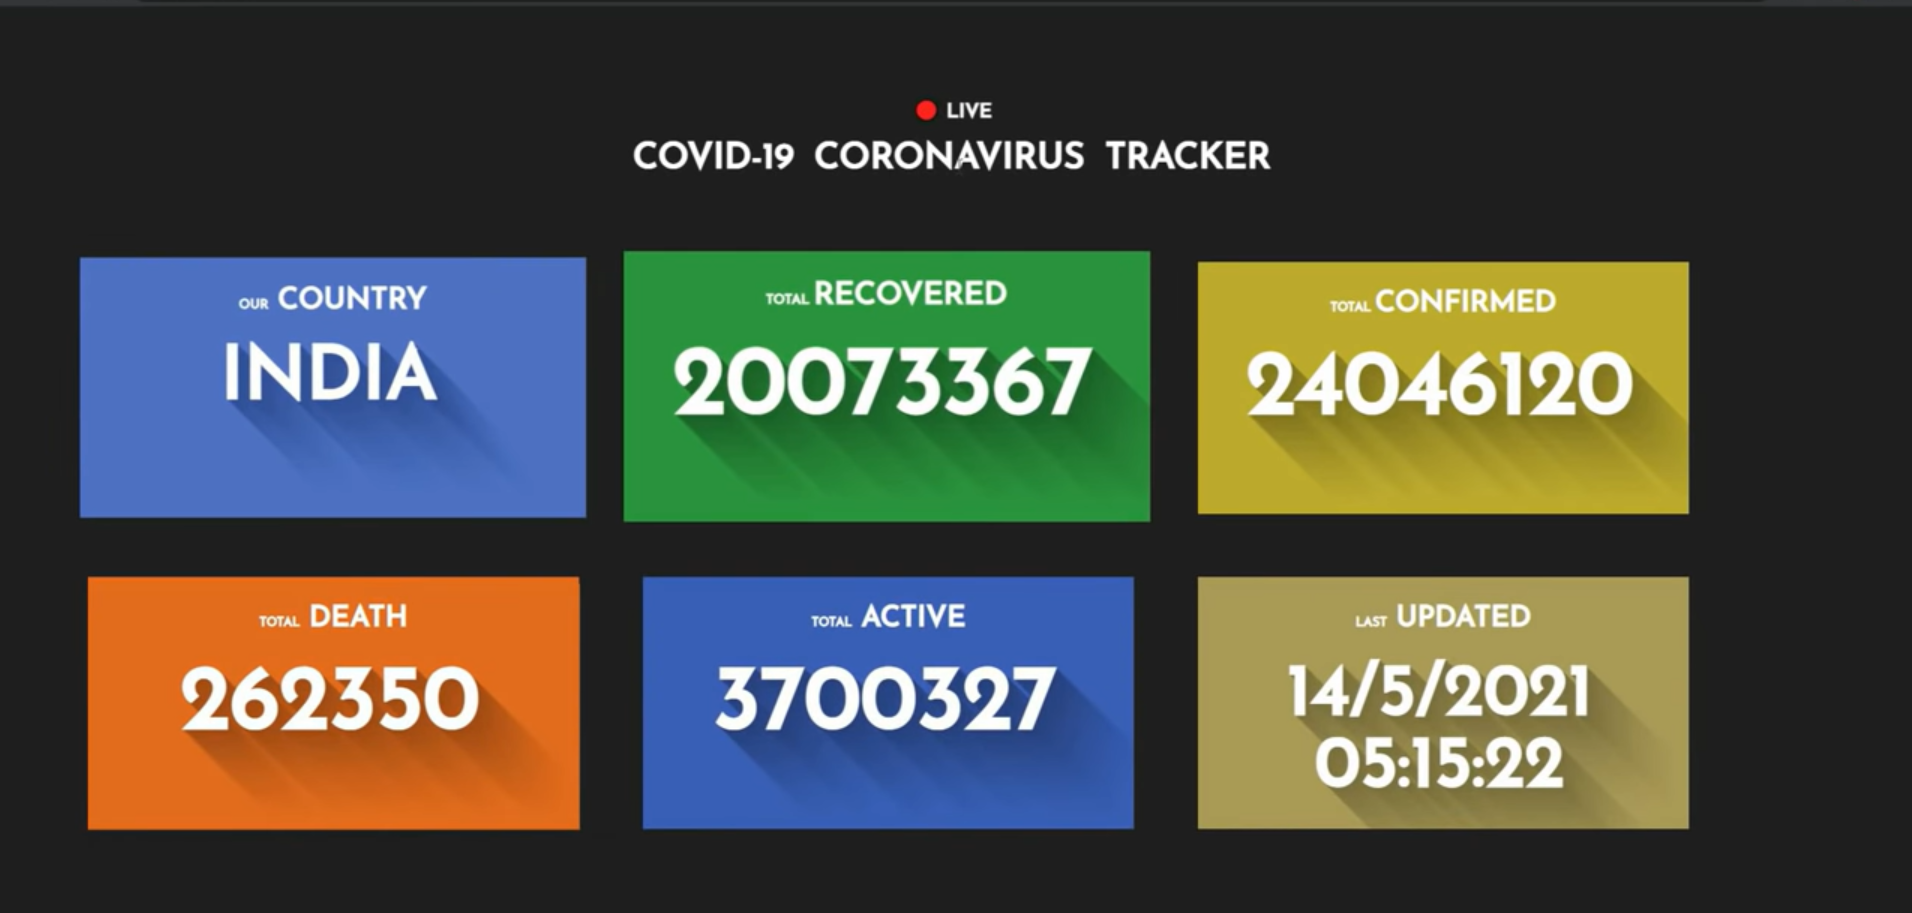 LIVE
COVID-19 CORONAVIRUS TRACKER
OUR COUNTRY
INDIA
TOTAL RECOVERED
20073367
TOTAL CONFIRMED
24046120
TOTAL DEATH
262350
TOTAL ACTIVE
3700327
LAST UPDATED
14/5/2021
05:15:22